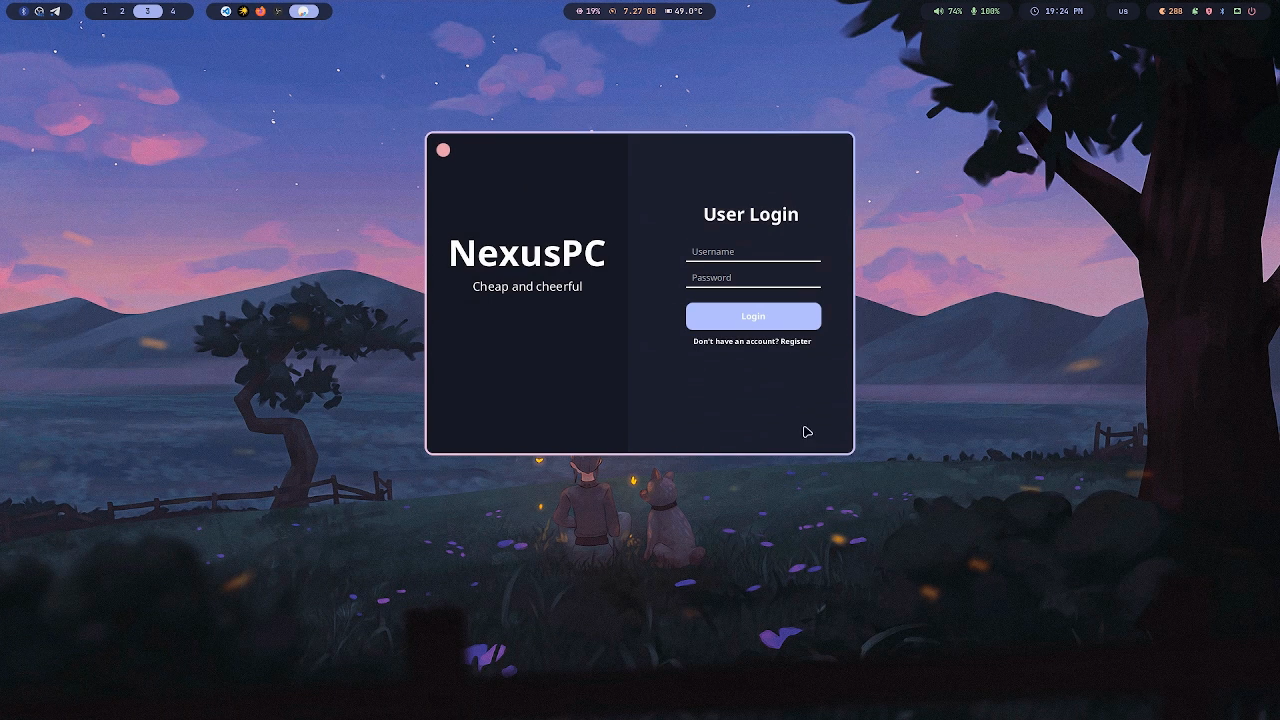 1 2 3 4
19% 7.27 GB 49.0°C
74% 100%
19:24 PM
us
288
NexusPC
Cheap and cheerful
User Login
Username
Password
Login
Don't have an account? Register